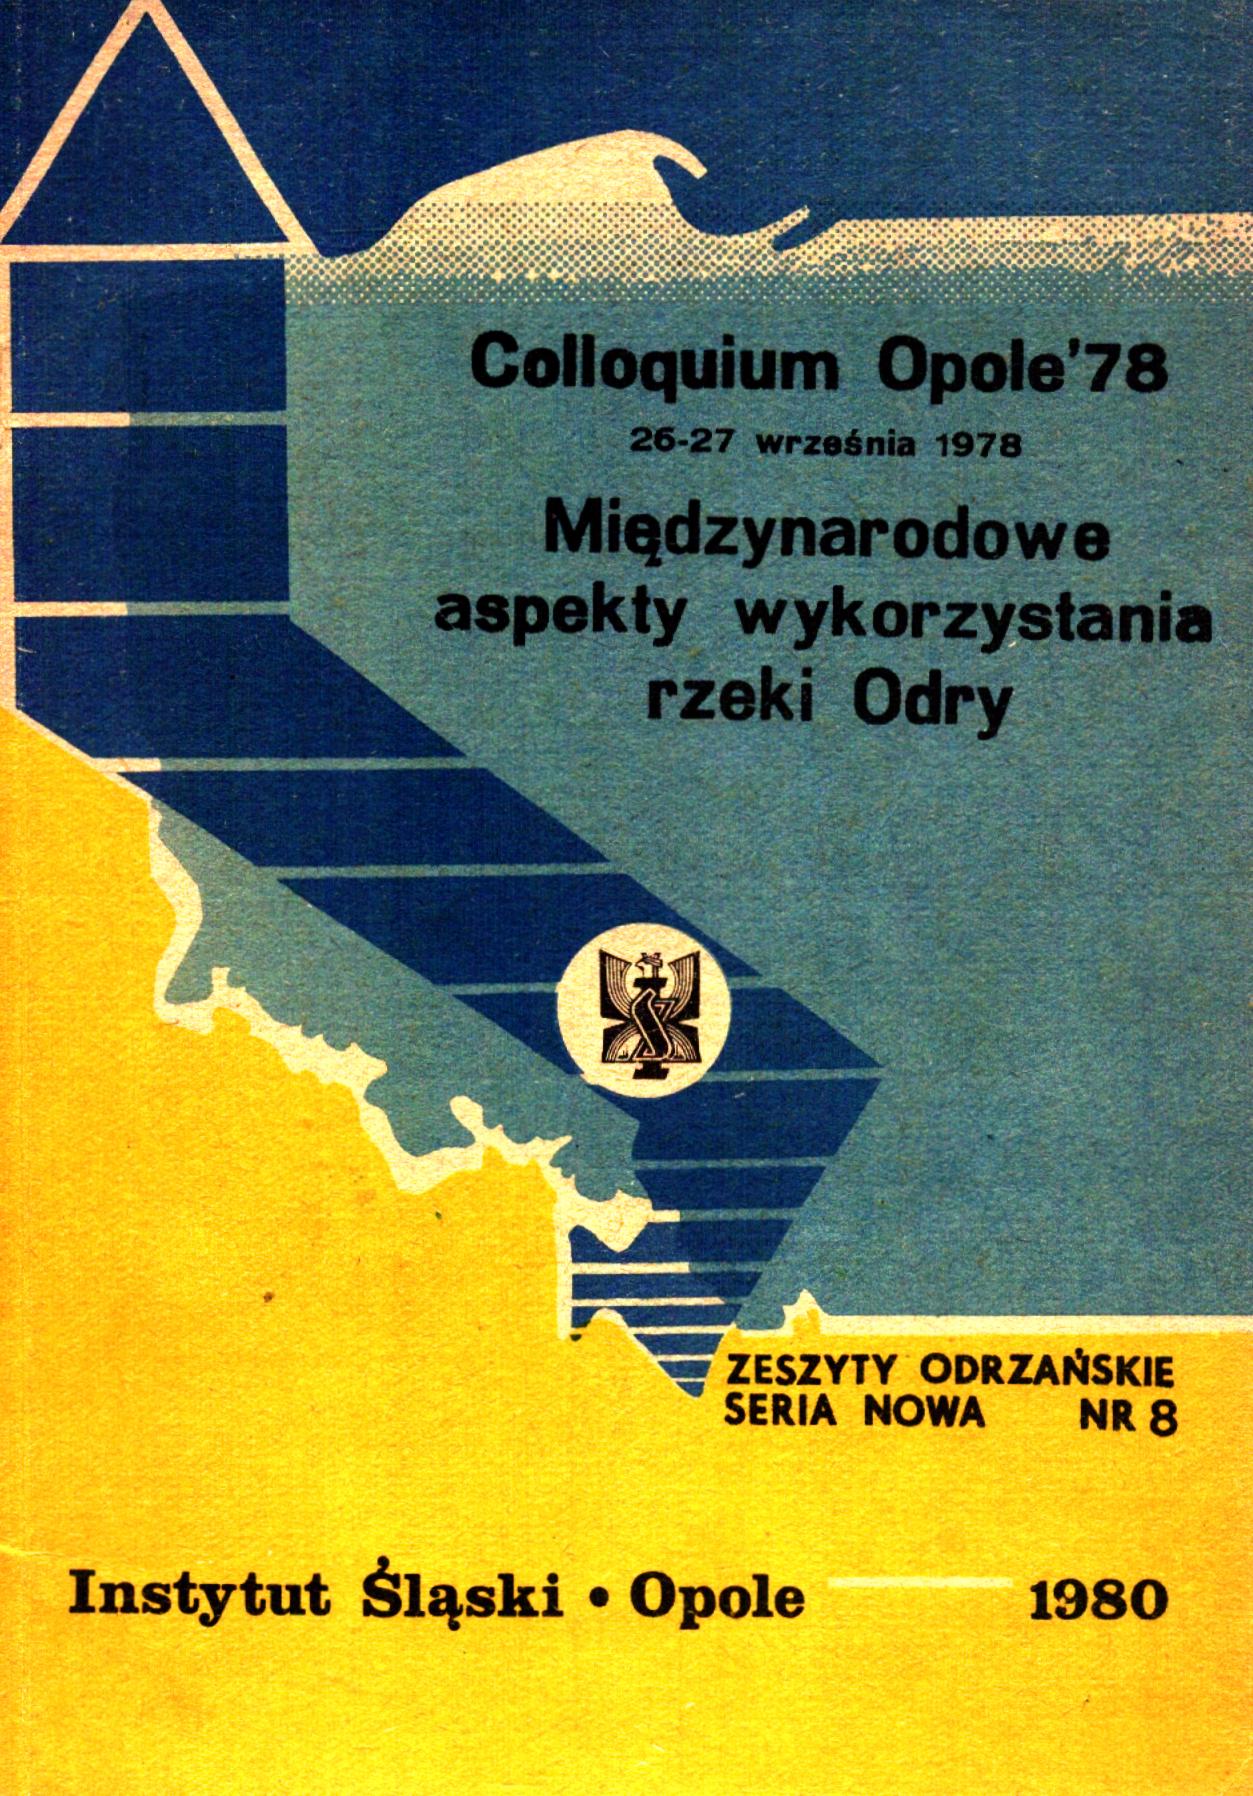 Colloquium Opole'78
26-27 września 1978
Międzynarodowe
aspekty wykorzystania
rzeki Odry
ZESZYTY ODRZAŃSKIE
SERIA NOWA NR 8
Instytut Śląski • Opole 1980